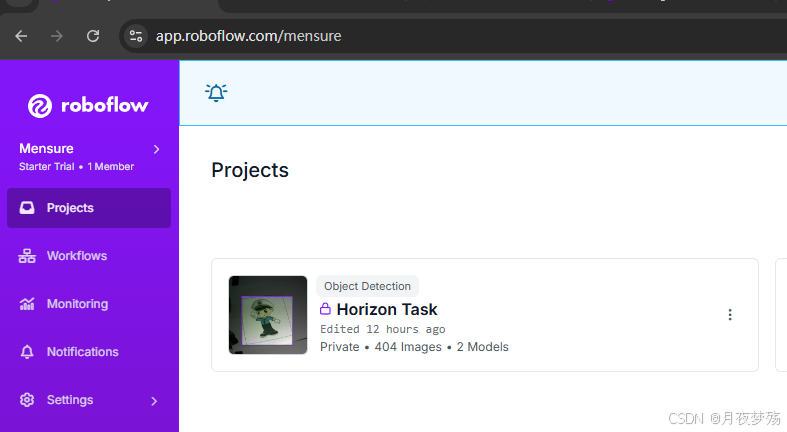 app.roboflow.com/mensure
roboflow
Mensure
Starter Trial • 1 Member
Projects
Workflows
Monitoring
Notifications
Settings
Projects
Object Detection
Horizon Task
Edited 12 hours ago
Private • 404 Images • 2 Models
CSDN @月夜梦殇